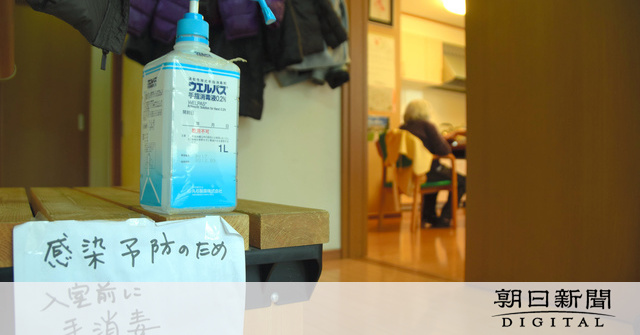 ウエルパス
手指消毒液0.2%
WELPAS
1L
感染予防のため
入室前に
手消毒
朝日新聞
DIGITAL